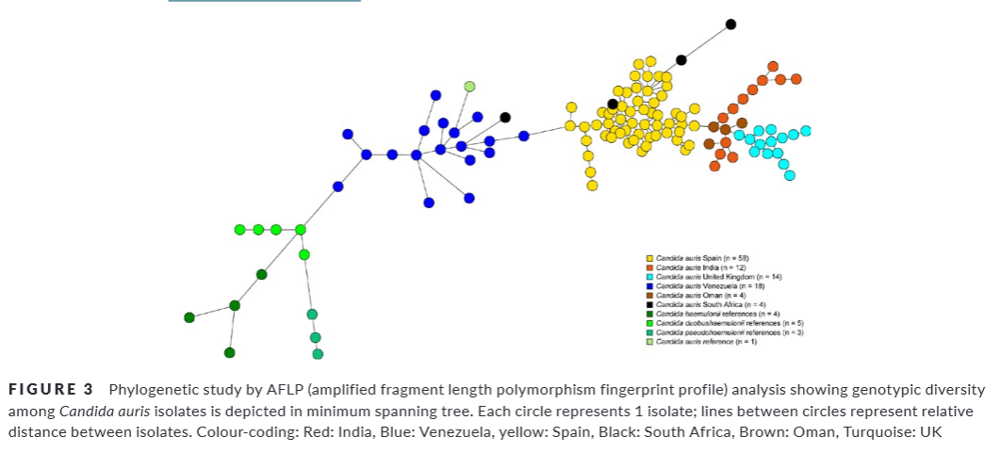 Candida auris Spain (n = 58)
Candida auris India (n = 12)
Candida auris United Kingdom (n = 14)
Candida auris Venezuela (n = 18)
Candida auris Oman (n = 4)
Candida auris South Africa (n = 4)
Candida haemulonii references (n = 4)
Candida duobushaemulonii references (n = 5)
Candida pseudohaemulonii references (n = 3)
Candida auris reference (n = 1)
FIGURE 3 Phylogenetic study by AFLP (amplified fragment length polymorphism fingerprint profile) analysis showing genotypic diversity
among Candida auris isolates is depicted in minimum spanning tree. Each circle represents 1 isolate; lines between circles represent relative
distance between isolates. Colour-coding: Red: India, Blue: Venezuela, yellow: Spain, Black: South Africa, Brown: Oman, Turquoise: UK